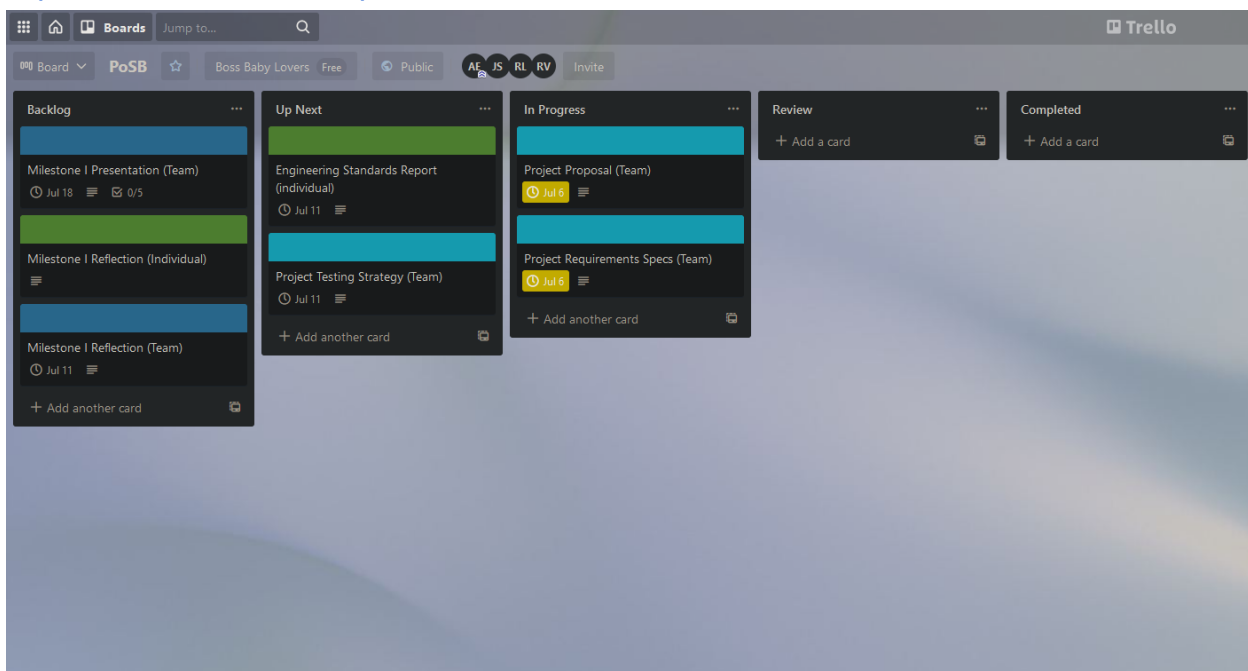 Boards
Jump to...
Trello
Board
PoSB
Boss Baby Lovers
Free
Public
AE
JS
RL
RV
Invite
Backlog
Milestone I Presentation (Team)
Jul 18
0/5
Milestone I Reflection (Individual)
Milestone I Reflection (Team)
Jul 11
+ Add another card
Up Next
Engineering Standards Report
(individual)
Jul 11
Project Testing Strategy (Team)
Jul 11
+ Add another card
In Progress
Project Proposal (Team)
Jul 6
Project Requirements Specs (Team)
Jul 6
+ Add another card
Review
+ Add a card
Completed
+ Add a card